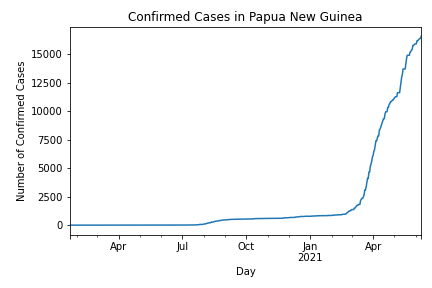 Confirmed Cases in Papua New Guinea
Number of Confirmed Cases
15000
12500
10000
7500
5000
2500
0
Apr Jul Oct Jan Apr
2021
Day